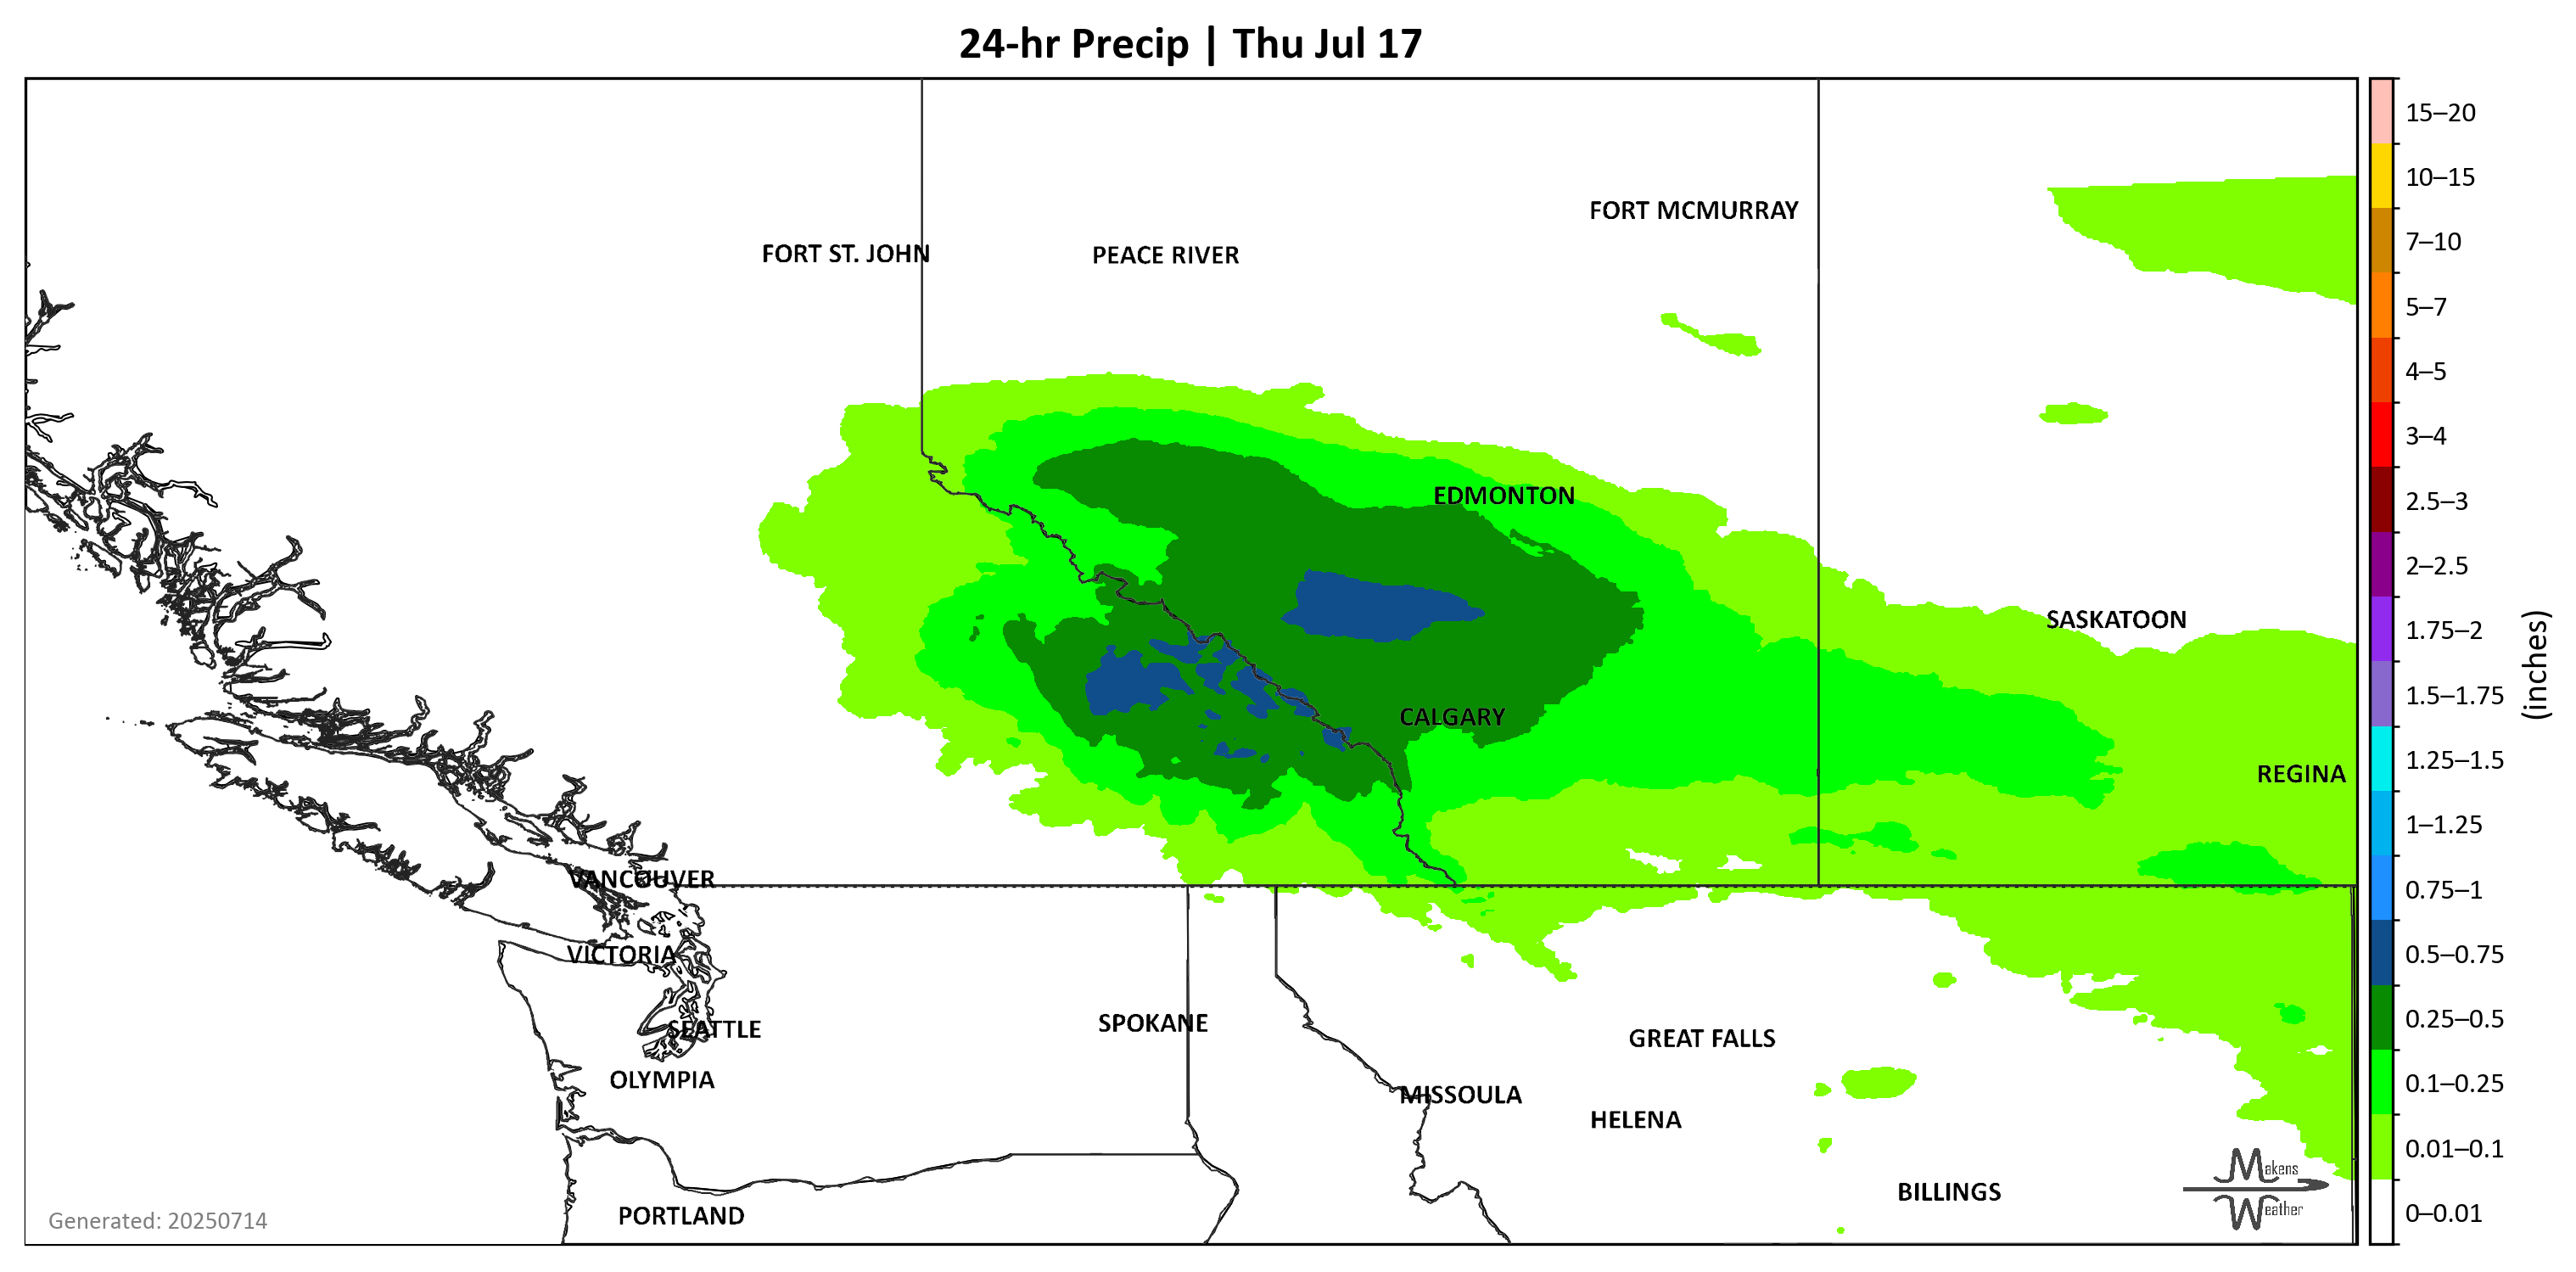 24-hr Precip | Thu Jul 17
FORT MCMURRAY
FORT ST. JOHN
PEACE RIVER
EDMONTON
SASKATOON
CALGARY
REGINA
VANCOUVER
VICTORIA
SEATTLE
SPOKANE
GREAT FALLS
OLYMPIA
MISSOULA
HELENA
BILLINGS
PORTLAND
Generated: 20250714
Makens
Weather
15–20
10–15
7–10
5–7
4–5
3–4
2.5–3
2–2.5
1.75–2
1.5–1.75
1.25–1.5
1–1.25
0.75–1
0.5–0.75
0.25–0.5
0.1–0.25
0.01–0.1
0–0.01
(inches)